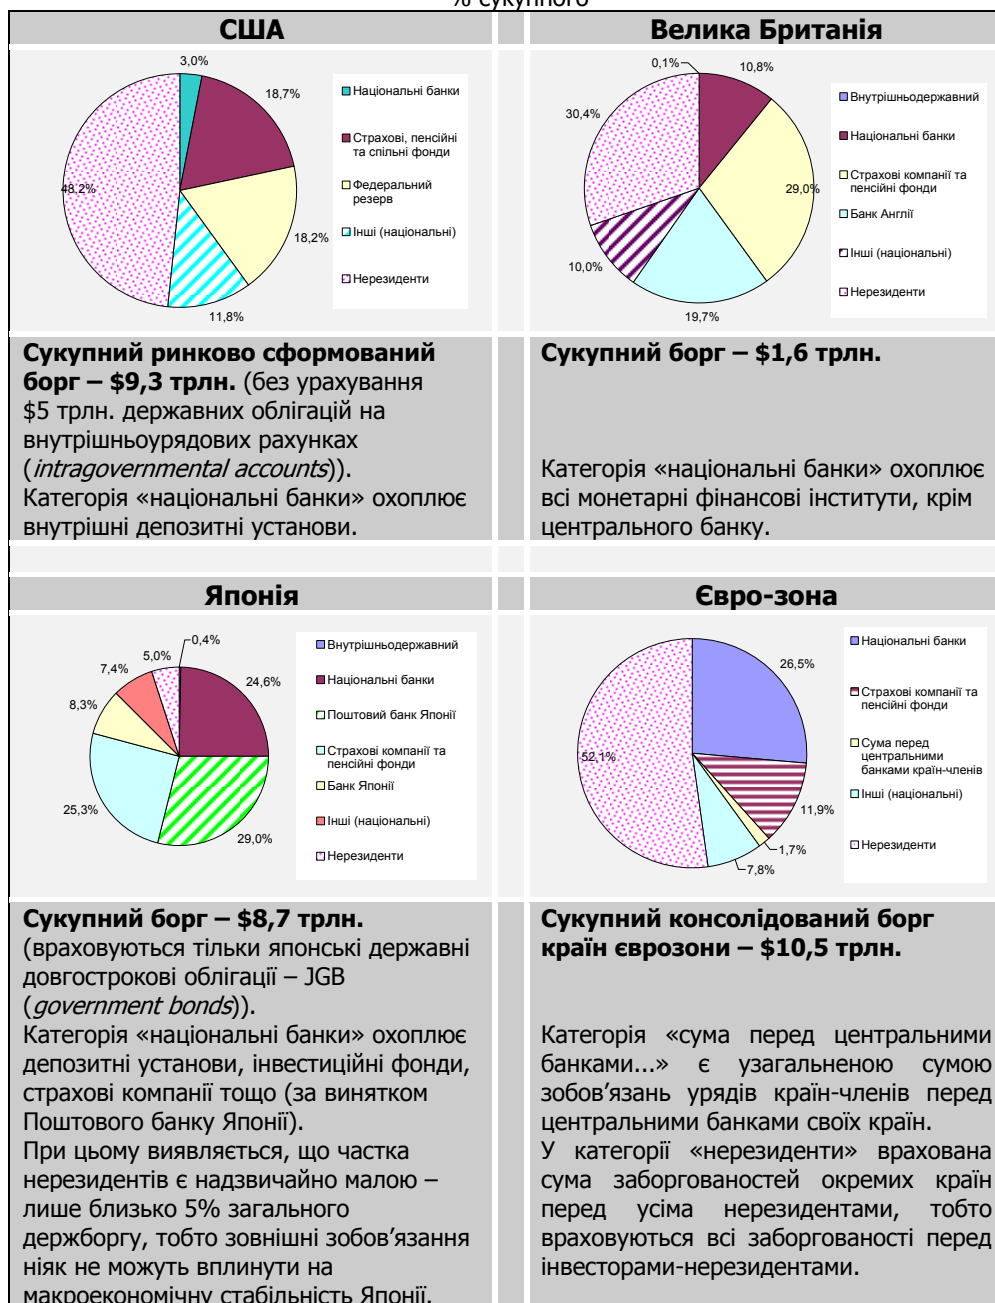 % сукупного
США
3,0%
18,7%
18,2%
11,8%
48,2%
Національні банки
Страхові, пенсійні
та спільні фонди
Федеральний
резерв
Інші (національні)
Нерезиденти
Велика Британія
0,1%
10,8%
29,0%
19,7%
10,0%
30,4%
Внутрішньодержавний
Національні банки
Страхові компанії та
пенсійні фонди
Банк Англії
Інші (національні)
Нерезиденти
Сукупний ринково сформований
борг – $9,3 трлн. (без урахування
$5 трлн. державних облігацій на
внутрішньоурядових рахунках
(intragovernmental accounts)).
Категорія «національні банки» охоплює
внутрішні депозитні установи.
Сукупний борг – $1,6 трлн.
Категорія «національні банки» охоплює
всі монетарні фінансові інститути, крім
центрального банку.
Японія
0,4%
24,6%
29,0%
25,3%
8,3%
7,4%
5,0%
Внутрішньодержавний
Національні банки
Поштовий банк Японії
Страхові компанії та
пенсійні фонди
Банк Японії
Інші (національні)
Нерезиденти
Євро-зона
26,5%
11,9%
1,7%
7,8%
52,1%
Національні банки
Страхові компанії та
пенсійні фонди
Сума перед
центральними
банками країн-членів
Інші (національні)
Нерезиденти
Сукупний борг – $8,7 трлн.
(враховуються тільки японські державні
довгострокові облігації – JGB
(government bonds)).
Категорія «національні банки» охоплює
депозитні установи, інвестиційні фонди,
страхові компанії тощо (за винятком
Поштового банку Японії).
При цьому виявляється, що частка
нерезидентів є надзвичайно малою –
лише близько 5% загального
держборгу, тобто зовнішні зобов’язання
ніяк не можуть вплинути на
макроекономічну стабільність Японії.
Сукупний консолідований борг
країн єврозони – $10,5 трлн.
Категорія «сума перед центральними
банками...» є узагальненою сумою
зобов’язань урядів країн-членів перед
центральними банками своїх країн.
У категорії «нерезиденти» врахована
сума заборгованостей окремих країн
перед усіма нерезидентами, тобто
враховуються всі заборгованості перед
інвесторами-нерезидентами.